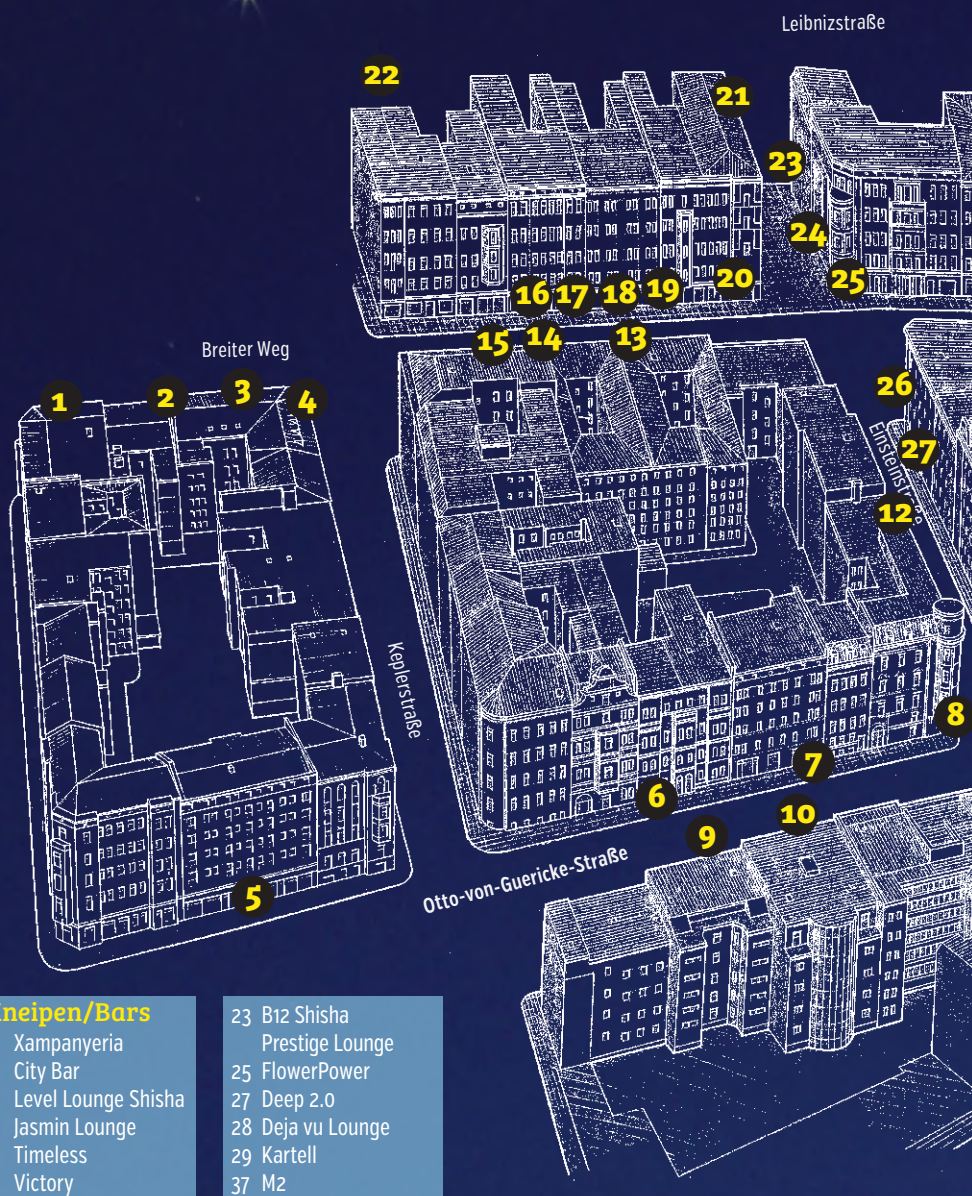 Leibnizstraße
22
21
23
24
25
16
17
18
19
20
15
14
13
Breiter Weg
1
2
3
4
26
27
12
Keplerstraße
8
7
6
10
9
Otto-von-Guericke-Straße
5
neipen/Bars
Xampanyeria
City Bar
Level Lounge Shisha
Jasmin Lounge
Timeless
Victory
23 B12 Shisha
Prestige Lounge
25 FlowerPower
27 Deep 2.0
28 Deja vu Lounge
29 Kartell
37 M2